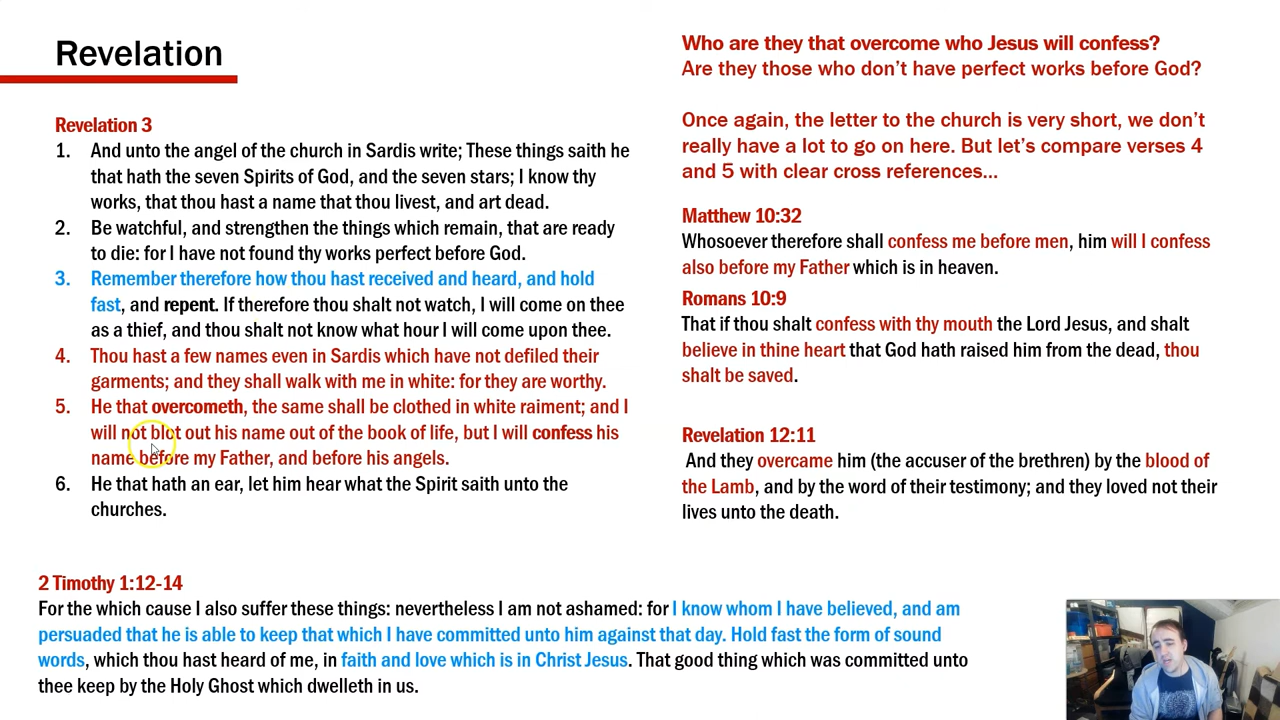 Revelation
Revelation 3
1. And unto the angel of the church in Sardis write; These things saith he
that hath the seven Spirits of God, and the seven stars; I know thy
works, that thou hast a name that thou livest, and art dead.
2. Be watchful, and strengthen the things which remain, that are ready
to die: for I have not found thy works perfect before God.
3. Remember therefore how thou hast received and heard, and hold
fast, and repent. If therefore thou shalt not watch, I will come on thee
as a thief, and thou shalt not know what hour I will come upon thee.
4. Thou hast a few names even in Sardis which have not defiled their
garments; and they shall walk with me in white: for they are worthy.
5. He that overcometh, the same shall be clothed in white raiment; and I
will not blot out his name out of the book of life, but I will confess his
name before my Father, and before his angels.
6. He that hath an ear, let him hear what the Spirit saith unto the
churches.
Who are they that overcome who Jesus will confess?
Are they those who don't have perfect works before God?
Once again, the letter to the church is very short, we don't
really have a lot to go on here. But let's compare verses 4
and 5 with clear cross references...
Matthew 10:32
Whosoever therefore shall confess me before men, him will I confess
also before my Father which is in heaven.
Romans 10:9
That if thou shalt confess with thy mouth the Lord Jesus, and shalt
believe in thine heart that God hath raised him from the dead, thou
shalt be saved.
Revelation 12:11
And they overcame him (the accuser of the brethren) by the blood of
the Lamb, and by the word of their testimony; and they loved not their
lives unto the death.
2 Timothy 1:12-14
For the which cause I also suffer these things: nevertheless I am not ashamed: for I know whom I have believed, and am
persuaded that he is able to keep that which I have committed unto him against that day. Hold fast the form of sound
words, which thou hast heard of me, in faith and love which is in Christ Jesus. That good thing which was committed unto
thee keep by the Holy Ghost which dwelleth in us.